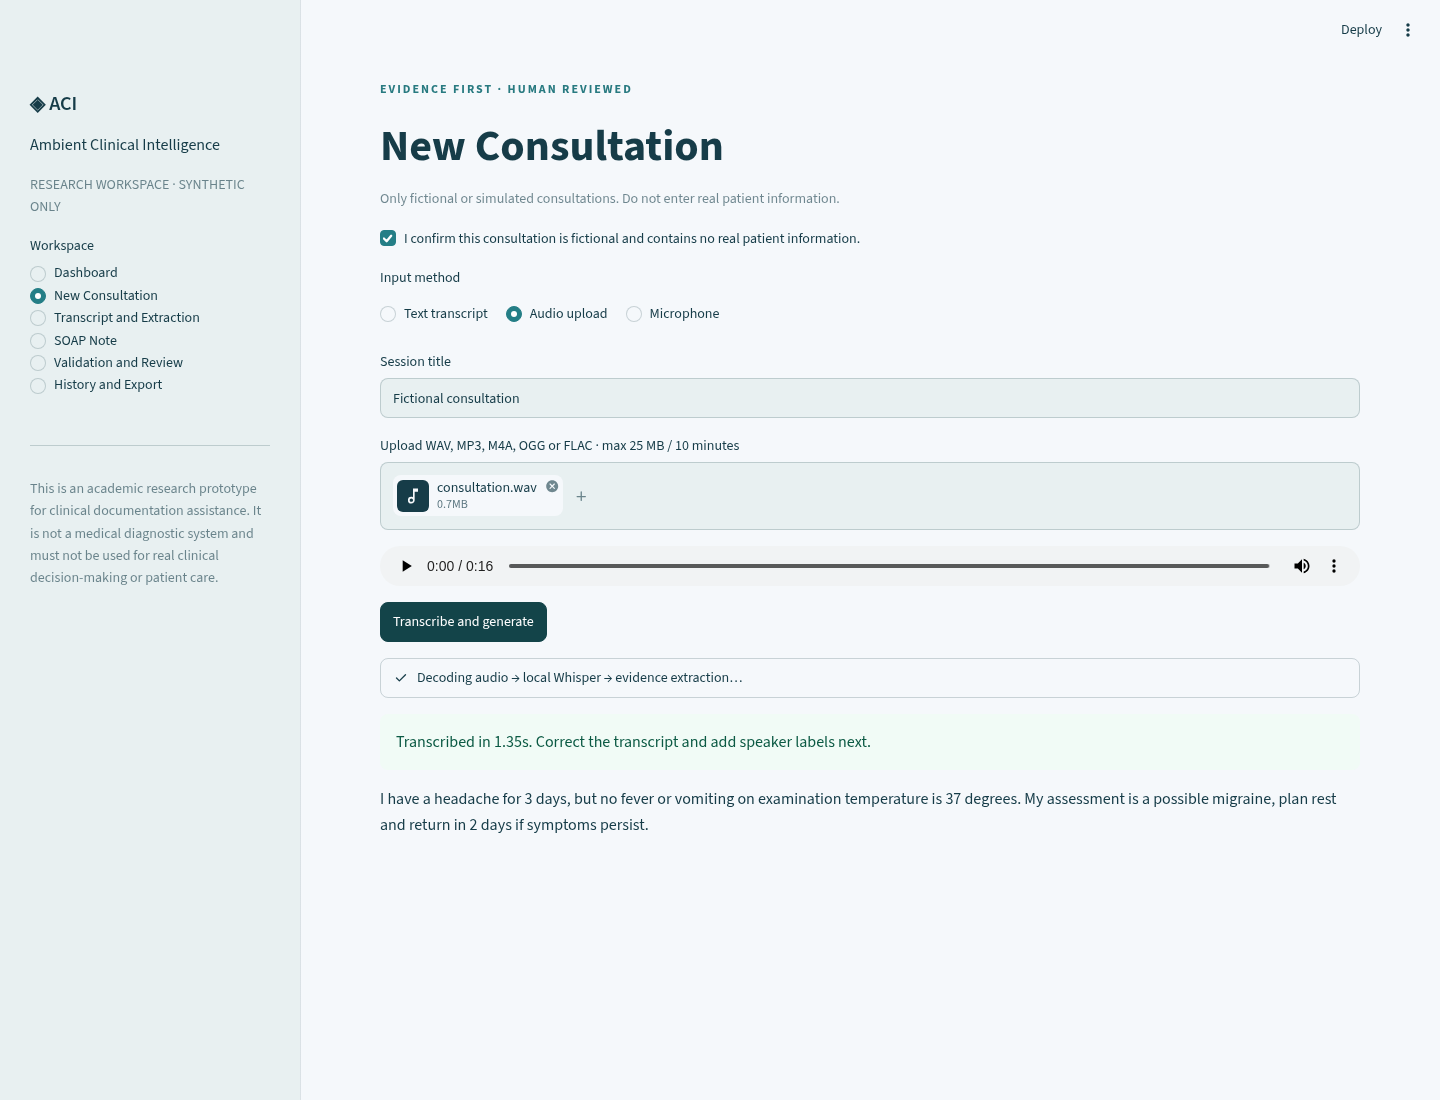 Deploy
◈ ACI
Ambient Clinical Intelligence
RESEARCH WORKSPACE · SYNTHETIC
ONLY
Workspace
Dashboard
New Consultation
Transcript and Extraction
SOAP Note
Validation and Review
History and Export
This is an academic research prototype
for clinical documentation assistance. It
is not a medical diagnostic system and
must not be used for real clinical
decision-making or patient care.
EVIDENCE FIRST · HUMAN REVIEWED
New Consultation
Only fictional or simulated consultations. Do not enter real patient information.
I confirm this consultation is fictional and contains no real patient information.
Input method
Text transcript Audio upload Microphone
Session title
Fictional consultation
Upload WAV, MP3, M4A, OGG or FLAC · max 25 MB / 10 minutes
consultation.wav
0.7MB
+
0:00 / 0:16
Transcribe and generate
Decoding audio → local Whisper → evidence extraction…
Transcribed in 1.35s. Correct the transcript and add speaker labels next.
I have a headache for 3 days, but no fever or vomiting on examination temperature is 37 degrees. My assessment is a possible migraine, plan rest
and return in 2 days if symptoms persist.